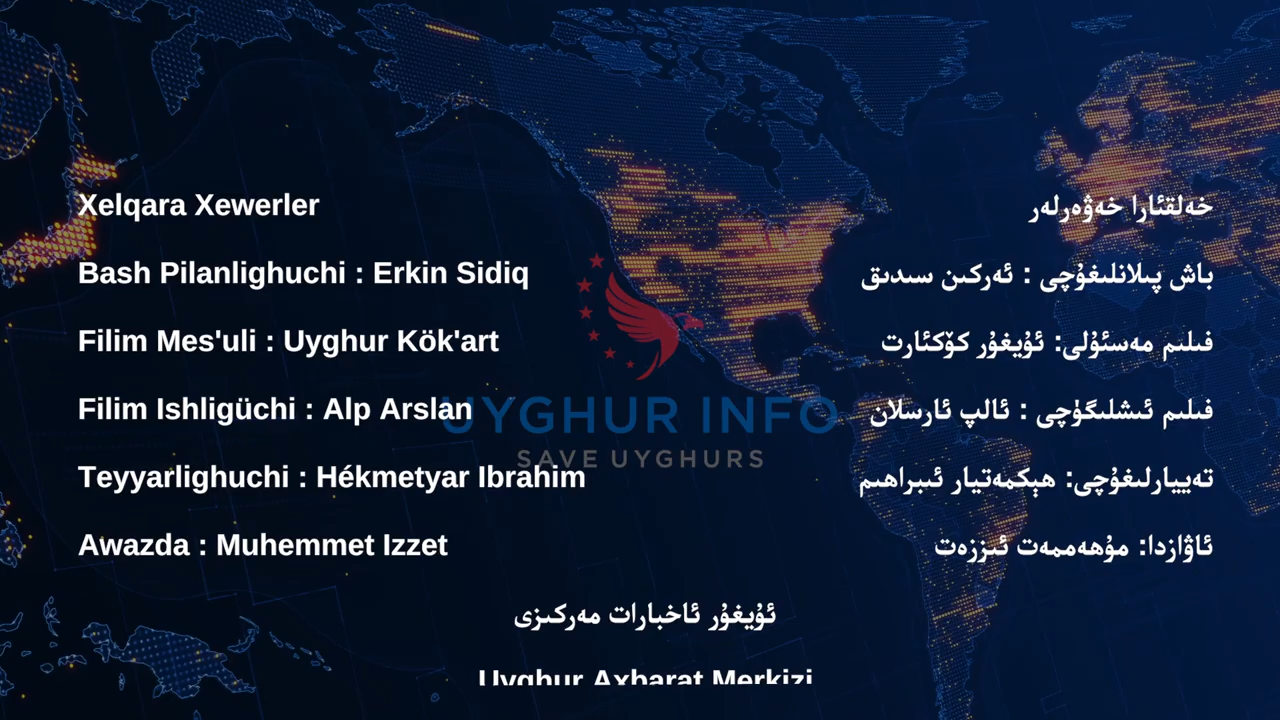 Xelqara Xewerler
خەلقئارا خەۋەرلەر
Bash Pilanlighuchi : Erkin Sidiq
باش پىلانلىغۇچى : ئەركىن سىدىق
Filim Mes'uli : Uyghur Kök'art
فىلىم مەسئۇلى: ئۇيغۇر كۆكئارت
Filim Ishligüchi : Alp Arslan
فىلىم ئىشلىگۈچى : ئالپ ئارسلان
UYGHUR INFO
SAVE UYGHURS
Teyyarlighuchi : Hékmetyar Ibrahim
تەييارلىغۇچى: ھېكمەتيار ئىبراھىم
Awazda : Muhemmet Izzet
ئاۋازدا: مۇھەممەت ئىززەت
ئۇيغۇر ئاخبارات مەركىزى
Uyghur Axbarat Merkizi